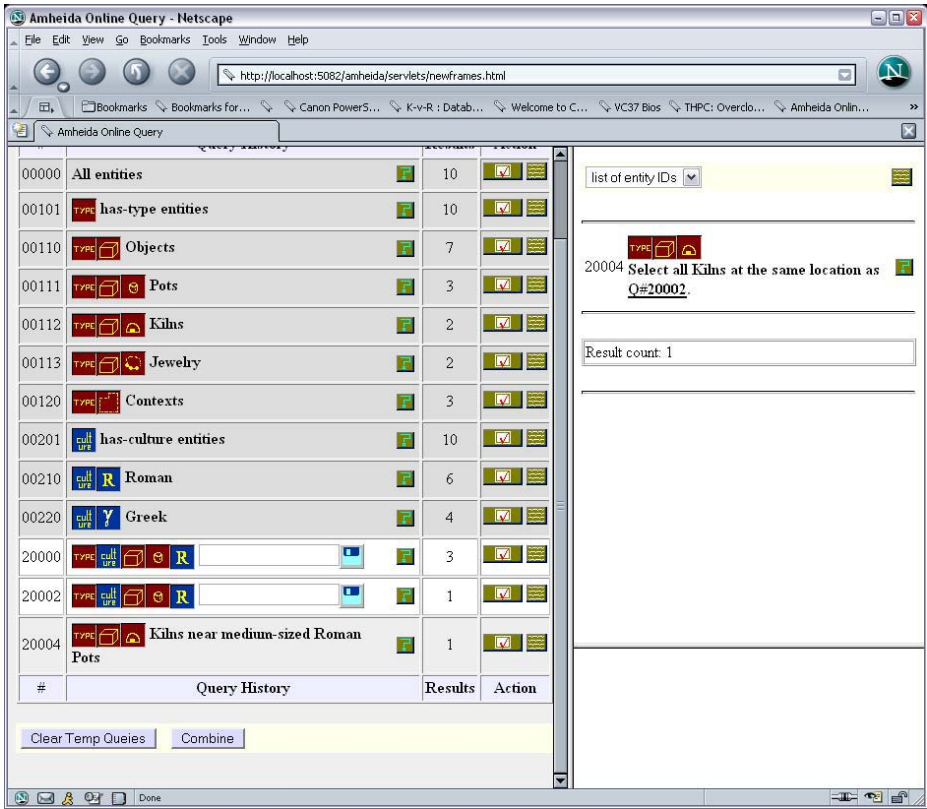 Amheida Online Query - Netscape
File Edit View Go Bookmarks Tools Window Help
http://localhost:5082/amheida/servlets/newframes.html
N
Bookmarks Bookmarks for... Canon PowerS... K-v-R : Datab... Welcome to C... VC37 Bios THPC: Overclo... Amheida Onlin... »
Amheida Online Query
# Query History Results Action
00000 All entities 10
00101 TYPE has-type entities 10
00110 TYPE Objects 7
00111 TYPE Pots 3
00112 TYPE Kilns 2
00113 TYPE Jewelry 2
00120 TYPE Contexts 3
00201 cult ure has-culture entities 10
00210 cult ure R Roman 6
00220 cult ure γ Greek 4
20000 TYPE cult ure R 3
20002 TYPE cult ure R 1
20004 TYPE Kilns near medium-sized Roman
Pots 1
# Query History Results Action
Clear Temp Queies Combine
list of entity IDs
TYPE
20004 Select all Kilns at the same location as
Q#20002.
Result count: 1
Done